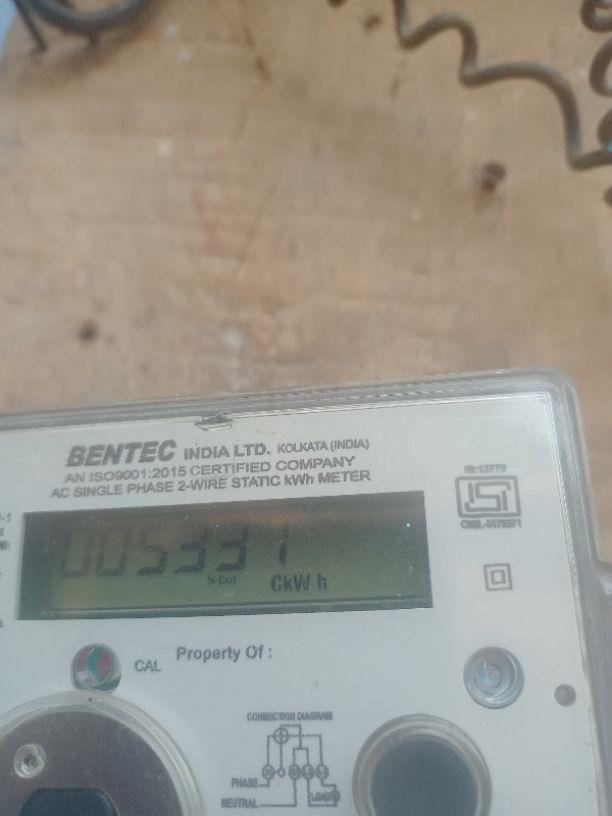 BENTEC INDIA LTD. KOLKATA (INDIA)
AN ISO9001:2015 CERTIFIED COMPANY
AC SINGLE PHASE 2-WIRE STATIC kWh METER
IS:13779
ISI
005331
CkWh
CAL
Property Of :
CONNECTION DIAGRAM
PHASE
NEUTRAL
LOAD